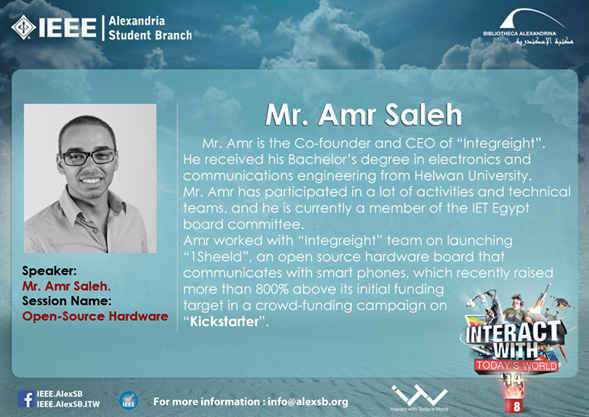 IEEE
Alexandria
Student Branch
BIBLIOTHECA ALEXANDRINA
مكتبة الإسكندرية
Mr. Amr Saleh
Mr. Amr is the Co-founder and CEO of “Integreight”.
He received his Bachelor’s degree in electronics and
communications engineering from Helwan University.
Mr. Amr has participated in a lot of activities and technical
teams, and he is currently a member of the IET Egypt
board committee.
Amr worked with “Integreight” team on launching
“1Sheeld”, an open source hardware board that
communicates with smart phones, which recently raised
more than 800% above its initial funding
target in a crowd-funding campaign on
“Kickstarter”.
Speaker:
Mr. Amr Saleh.
Session Name:
Open-Source Hardware
INTERACT
WITH
TODAY'S WORLD
14
8
IEEE.AlexSB
IEEE.AlexSB.ITW
IEEE
For more information : info@alexsb.org
Interact with Today's World